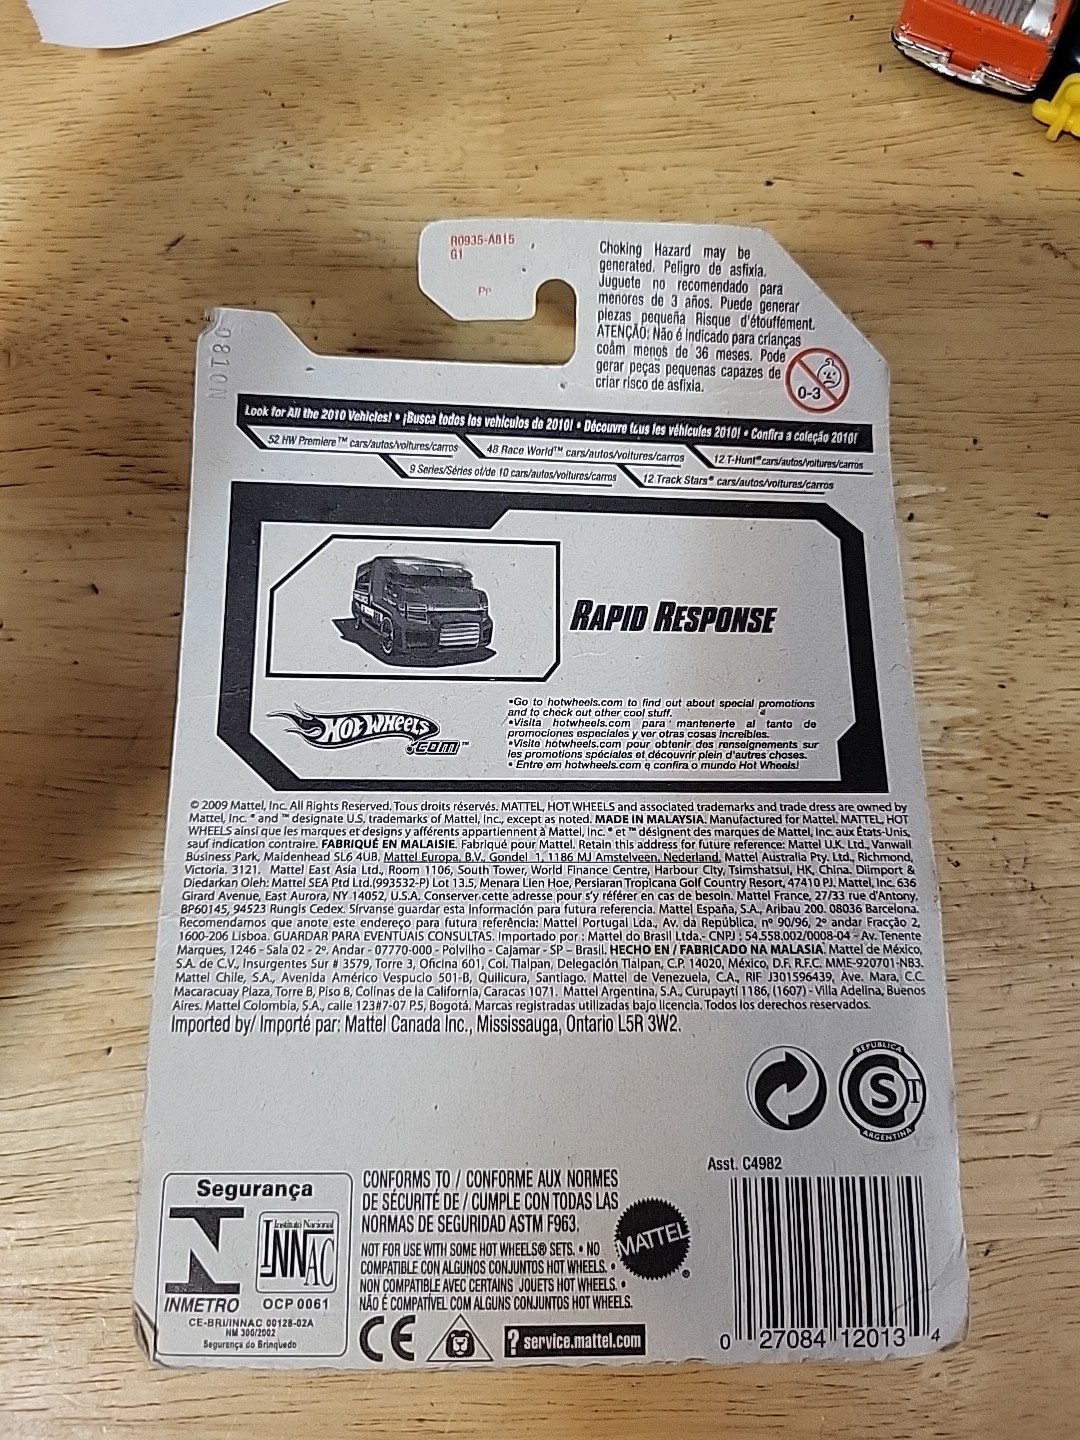 R0935-A815
G1
Pp
0810N
Choking Hazard may be
generated. Peligro de asfixia.
Juguete no recomendado para
menores de 3 años. Puede generar
piezas pequeña Risque d'étouffement.
ATENÇÃO: Não é indicado para crianças
coâm menos de 36 meses. Pode
gerar peças pequenas capazes de
criar risco de asfixia.
0-3
Look for All the 2010 Vehicles! • ¡Busca todos los vehiculos de 2010! • Découvre tous les véhicules 2010! • Confira a coleção 2010!
52 HW Premiere™ cars/autos/voitures/carros
48 Race World™ cars/autos/voitures/carros
12 T-Hunt® cars/autos/voitures/carros
9 Series/Séries of/de 10 cars/autos/voitures/carros
12 Track Stars® cars/autos/voitures/carros
RAPID RESPONSE
HOT WHEELS
.com™
•Go to hotwheels.com to find out about special promotions
and to check out other cool stuff.
•Visita hotwheels.com para mantenerte al tanto de
promociones especiales y ver otras cosas increíbles.
•Visite hotwheels.com pour obtenir des renseignements sur
les promotions spéciales et découvrir plein d'autres choses.
• Entre em hotwheels.com e confira o mundo Hot Wheels!
© 2009 Mattel, Inc. All Rights Reserved. Tous droits réservés. MATTEL, HOT WHEELS and associated trademarks and trade dress are owned by
Mattel, Inc. ® and ™ designate U.S. trademarks of Mattel, Inc., except as noted. MADE IN MALAYSIA. Manufactured for Mattel. MATTEL, HOT
WHEELS ainsi que les marques et designs y afférents appartiennent à Mattel, Inc. ® et ™ désignent des marques de Mattel, Inc. aux États-Unis,
sauf indication contraire. FABRIQUÉ EN MALAISIE. Fabriqué pour Mattel. Retain this address for future reference: Mattel U.K. Ltd., Vanwall
Business Park, Maidenhead SL6 4UB. Mattel Europa, B.V., Gondel 1, 1186 MJ Amstelveen, Nederland. Mattel Australia Pty. Ltd., Richmond,
Victoria. 3121. Mattel East Asia Ltd., Room 1106, South Tower, World Finance Centre, Harbour City, Tsimshatsui, HK, China. Diimport &
Diedarkan Oleh: Mattel SEA Ptd Ltd.(993532-P) Lot 13.5, Menara Lien Hoe, Persiaran Tropicana Golf Country Resort, 47410 PJ. Mattel, Inc. 636
Girard Avenue, East Aurora, NY 14052, U.S.A. Conserver cette adresse pour s'y référer en cas de besoin. Mattel France, 27/33 rue d'Antony,
BP60145, 94523 Rungis Cedex. Sírvanse guardar esta información para futura referencia. Mattel España, S.A., Aribau 200. 08036 Barcelona.
Recomendamos que anote este endereço para futura referência: Mattel Portugal Lda., Av. da República, nº 90/96, 2º andar Fracção 2,
1600-206 Lisboa. GUARDAR PARA EVENTUAIS CONSULTAS. Importado por : Mattel do Brasil Ltda.- CNPJ : 54.558.002/0008-04 - Av. Tenente
Marques, 1246 - Sala 02 - 2º. Andar - 07770-000 - Polvilho - Cajamar - SP – Brasil. HECHO EN / FABRICADO NA MALASIA. Mattel de México,
S.A. de C.V., Insurgentes Sur # 3579, Torre 3, Oficina 601, Col. Tlalpan, Delegación Tlalpan, C.P. 14020, México, D.F. R.F.C. MME-920701-NB3.
Mattel Chile, S.A., Avenida Américo Vespucio 501-B, Quilicura, Santiago. Mattel de Venezuela, C.A., RIF J301596439, Ave. Mara, C.C.
Macaracuay Plaza, Torre B, Piso 8, Colinas de la California, Caracas 1071. Mattel Argentina, S.A., Curupaytí 1186, (1607) - Villa Adelina, Buenos
Aires. Mattel Colombia, S.A., calle 123#7-07 P.5, Bogotá. Marcas registradas utilizadas bajo licencia. Todos los derechos reservados.
Imported by/ Importé par: Mattel Canada Inc., Mississauga, Ontario L5R 3W2.
REPUBLICA
S T
ARGENTINA
Asst. C4982
Segurança
Instituto Nacional
INNAC
INMETRO OCP 0061
CE-BRI/INNAC 00128-02A
NM 300/2002
Segurança do Brinquedo
CONFORMS TO / CONFORME AUX NORMES
DE SÉCURITÉ DE / CUMPLE CON TODAS LAS
NORMAS DE SEGURIDAD ASTM F963.
NOT FOR USE WITH SOME HOT WHEELS® SETS. • NO
COMPATIBLE CON ALGUNOS CONJUNTOS HOT WHEELS. •
NON COMPATIBLE AVEC CERTAINS JOUETS HOT WHEELS. •
NÃO É COMPATÍVEL COM ALGUNS CONJUNTOS HOT WHEELS.
MATTEL®
CE
? service.mattel.com
0 27084 12013 4